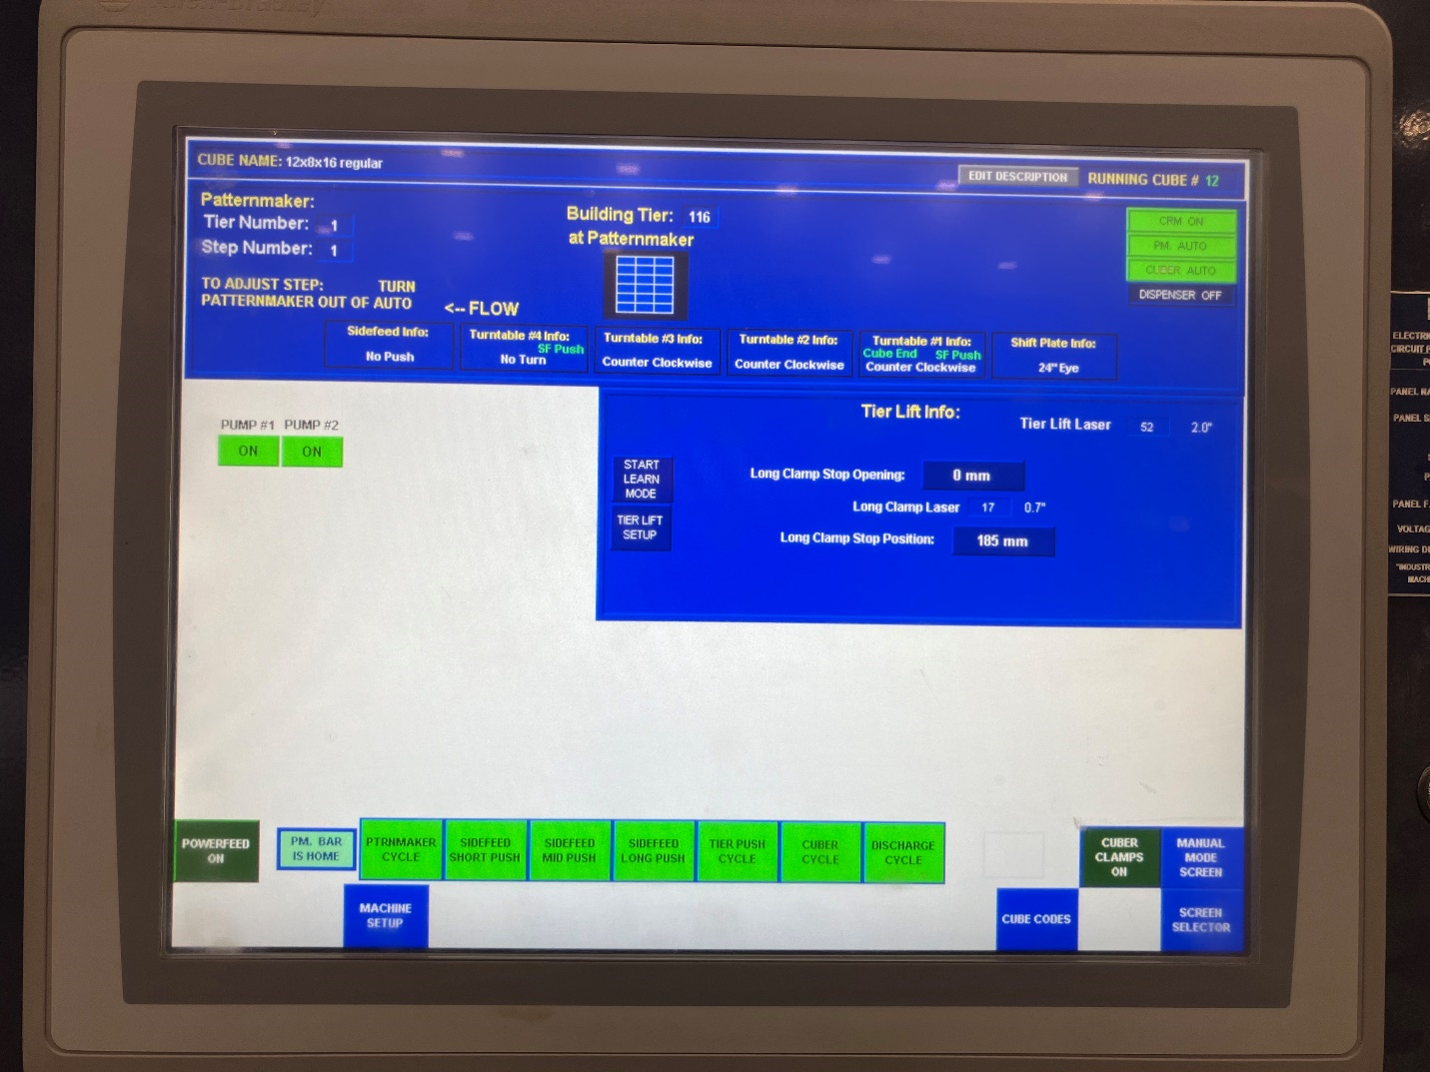 Allen-Bradley
CUBE NAME: 12x8x16 regular
EDIT DESCRIPTION
RUNNING CUBE # 12
Patternmaker:
Tier Number: 1
Step Number: 1
Building Tier: 116
at Patternmaker
CRM ON
PM. AUTO
CUBER AUTO
DISPENSER OFF
TO ADJUST STEP: TURN
PATTERNMAKER OUT OF AUTO
<-- FLOW
Sidefeed Info:
No Push
Turntable #4 Info:
SF Push
No Turn
Turntable #3 Info:
Counter Clockwise
Turntable #2 Info:
Counter Clockwise
Turntable #1 Info:
Cube End SF Push
Counter Clockwise
Shift Plate Info:
24" Eye
PUMP #1 PUMP #2
ON ON
Tier Lift Info:
Tier Lift Laser 52 2.0"
START
LEARN
MODE
TIER LIFT
SETUP
Long Clamp Stop Opening: 0 mm
Long Clamp Laser 17 0.7"
Long Clamp Stop Position: 185 mm
POWERFEED
ON
PM. BAR
IS HOME
PTRNMAKER
CYCLE
SIDEFEED
SHORT PUSH
SIDEFEED
MID PUSH
SIDEFEED
LONG PUSH
TIER PUSH
CYCLE
CUBER
CYCLE
DISCHARGE
CYCLE
CUBER
CLAMPS
ON
MANUAL
MODE
SCREEN
MACHINE
SETUP
CUBE CODES
SCREEN
SELECTOR
PANEL
PANEL
PANEL
WIRING